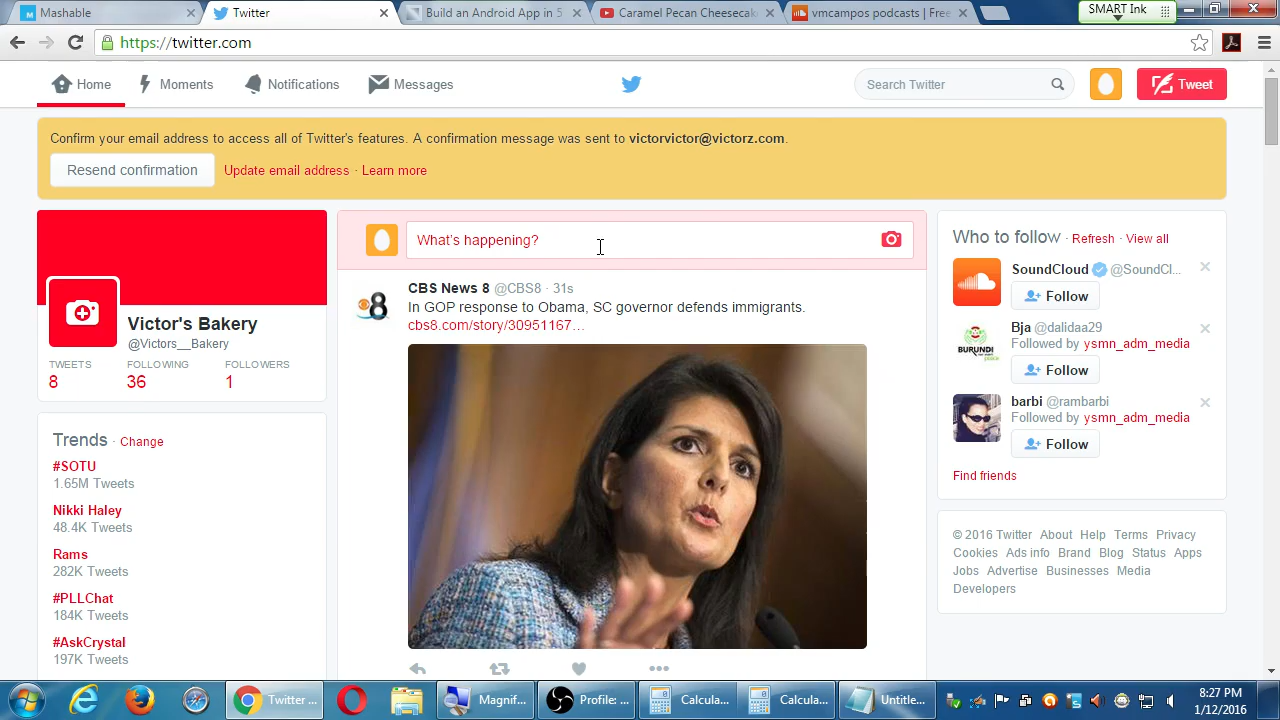 Mashable
Twitter
Build an Android App in 5
Caramel Pecan Cheesecak
vmcampos podcasts | Free
SMART Ink
https://twitter.com
Home
Moments
Notifications
Messages
Search Twitter
Tweet
Confirm your email address to access all of Twitter's features. A confirmation message was sent to victorvictor@victorz.com.
Resend confirmation
Update email address · Learn more
Victor's Bakery
@Victors__Bakery
TWEETS
FOLLOWING
FOLLOWERS
8
36
1
Trends · Change
#SOTU
1.65M Tweets
Nikki Haley
48.4K Tweets
Rams
282K Tweets
#PLLChat
184K Tweets
#AskCrystal
197K Tweets
What's happening?
CBS News 8 @CBS8 · 31s
In GOP response to Obama, SC governor defends immigrants.
cbs8.com/story/30951167…
8
Who to follow · Refresh · View all
SoundCloud @SoundCl...
Follow
Bja @dalidaa29
Followed by ysmn_adm_media
BURUNDI
Follow
barbi @rambarbi
Followed by ysmn_adm_media
Follow
Find friends
© 2016 Twitter About Help Terms Privacy
Cookies Ads info Brand Blog Status Apps
Jobs Advertise Businesses Media
Developers
Twitter ...
Magnif...
Profile: ...
Calcula...
Calcula...
Untitle...
8:27 PM
1/12/2016